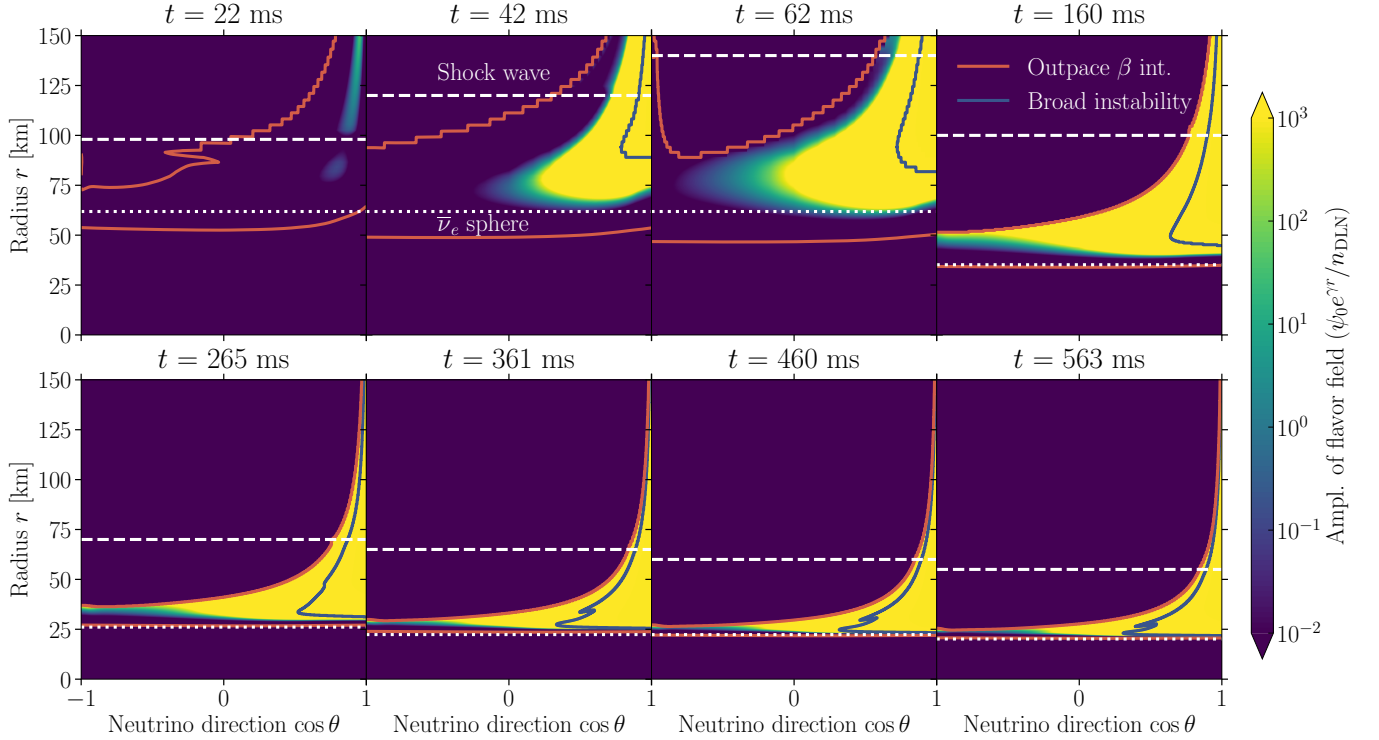 t = 22 ms
t = 42 ms
t = 62 ms
t = 160 ms
150
125
100
75
50
25
0
Radius r [km]
Shock wave
ν̅ₑ sphere
Outpace β int.
Broad instability
t = 265 ms
t = 361 ms
t = 460 ms
t = 563 ms
150
125
100
75
50
25
0
Radius r [km]
−1 0 1
0 1
0 1
0 1
Neutrino direction cos θ
Neutrino direction cos θ
Neutrino direction cos θ
Neutrino direction cos θ
10³
10²
10¹
10⁰
10⁻¹
10⁻²
Ampl. of flavor field (ψ₀e^{γr}/n_{DLN})